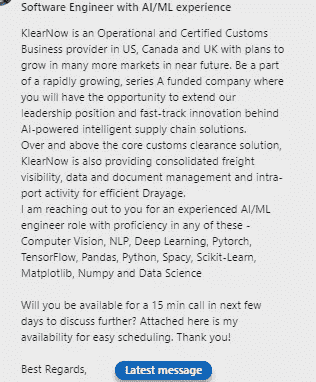 Software Engineer with AI/ML experience
KlearNow is an Operational and Certified Customs
Business provider in US, Canada and UK with plans to
grow in many more markets in near future. Be a part
of a rapidly growing, series A funded company where
you will have the opportunity to extend our
leadership position and fast-track innovation behind
AI-powered intelligent supply chain solutions.
Over and above the core customs clearance solution,
KlearNow is also providing consolidated freight
visibility, data and document management and intra-
port activity for efficient Drayage.
I am reaching out to you for an experienced AI/ML
engineer role with proficiency in any of these -
Computer Vision, NLP, Deep Learning, Pytorch,
TensorFlow, Pandas, Python, Spacy, Scikit-Learn,
Matplotlib, Numpy and Data Science
Will you be available for a 15 min call in next few
days to discuss further? Attached here is my
availability for easy scheduling. Thank you!
Best Regards,
Latest message